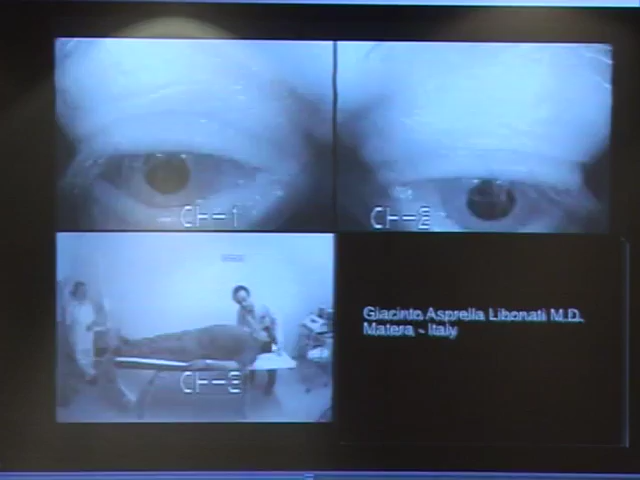 CH-1
CH-2
CH-3
Giacinto Asprella Libonati M.D.
Matera - Italy